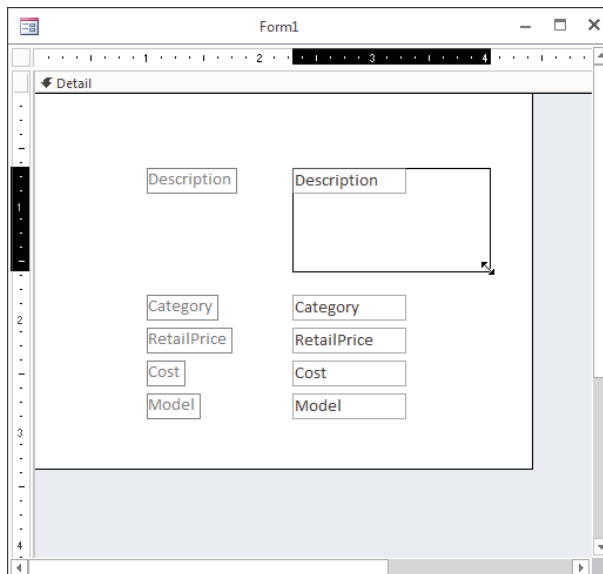 Form1
1 2 3 4
Detail
Description Description
1
Category Category
2
RetailPrice RetailPrice
Cost Cost
Model Model
3
4